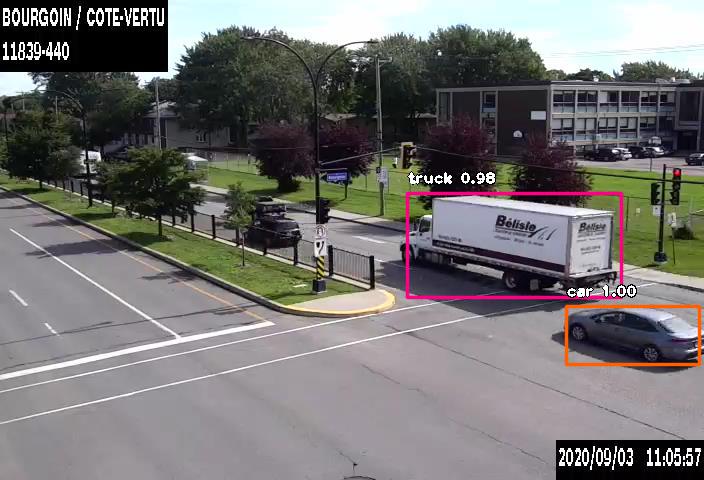 BOURGOIN / COTE-VERTU
11839-440
truck 0.98
Bélisle
Bélisle
car 1.00
2020/09/03 11:05:57